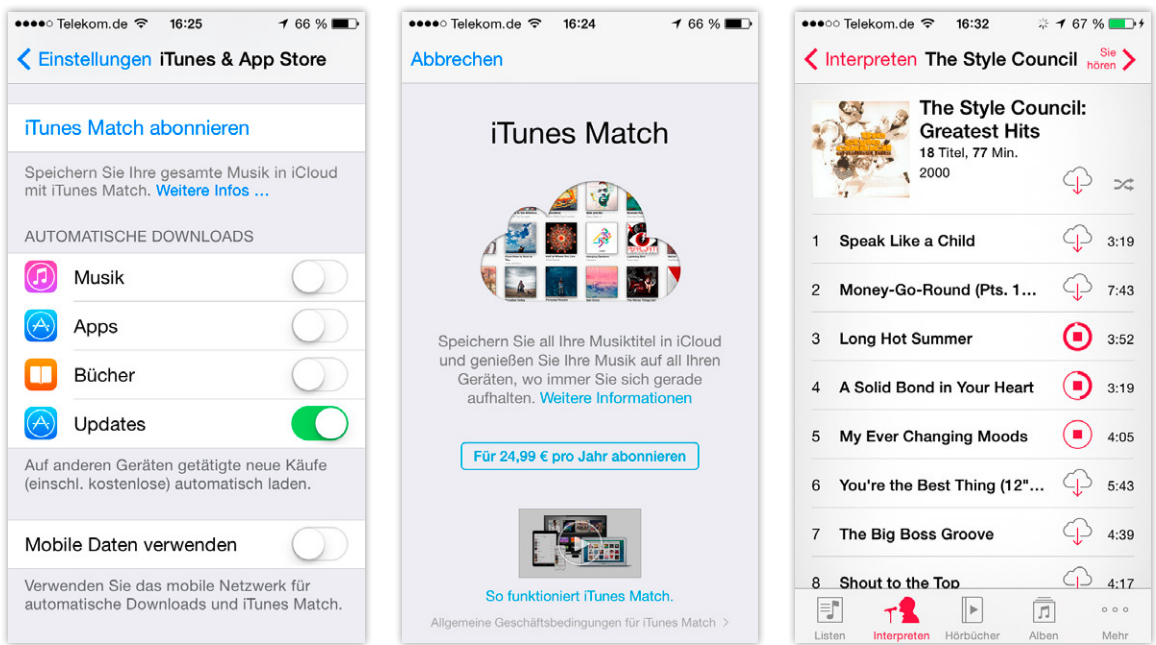 Telekom.de 16:25 66 %
Einstellungen iTunes & App Store
iTunes Match abonnieren
Speichern Sie Ihre gesamte Musik in iCloud
mit iTunes Match. Weitere Infos ...
AUTOMATISCHE DOWNLOADS
Musik
Apps
Bücher
Updates
Auf anderen Geräten getätigte neue Käufe
(einschl. kostenlose) automatisch laden.
Mobile Daten verwenden
Verwenden Sie das mobile Netzwerk für
automatische Downloads und iTunes Match.
Telekom.de 16:24 66 %
Abbrechen
iTunes Match
Speichern Sie all Ihre Musiktitel in iCloud
und genießen Sie Ihre Musik auf all Ihren
Geräten, wo immer Sie sich gerade
aufhalten. Weitere Informationen
Für 24,99 € pro Jahr abonnieren
So funktioniert iTunes Match.
Allgemeine Geschäftsbedingungen für iTunes Match >
Telekom.de 16:32 67 %
Interpreten The Style Council Sie
hören
The Style Council:
Greatest Hits
18 Titel, 77 Min.
2000
1 Speak Like a Child 3:19
2 Money-Go-Round (Pts. 1... 7:43
3 Long Hot Summer 3:52
4 A Solid Bond in Your Heart 3:19
5 My Ever Changing Moods 4:05
6 You're the Best Thing (12"... 5:43
7 The Big Boss Groove 4:39
8 Shout to the Top 4:17
Listen Interpreten Hörbücher Alben Mehr